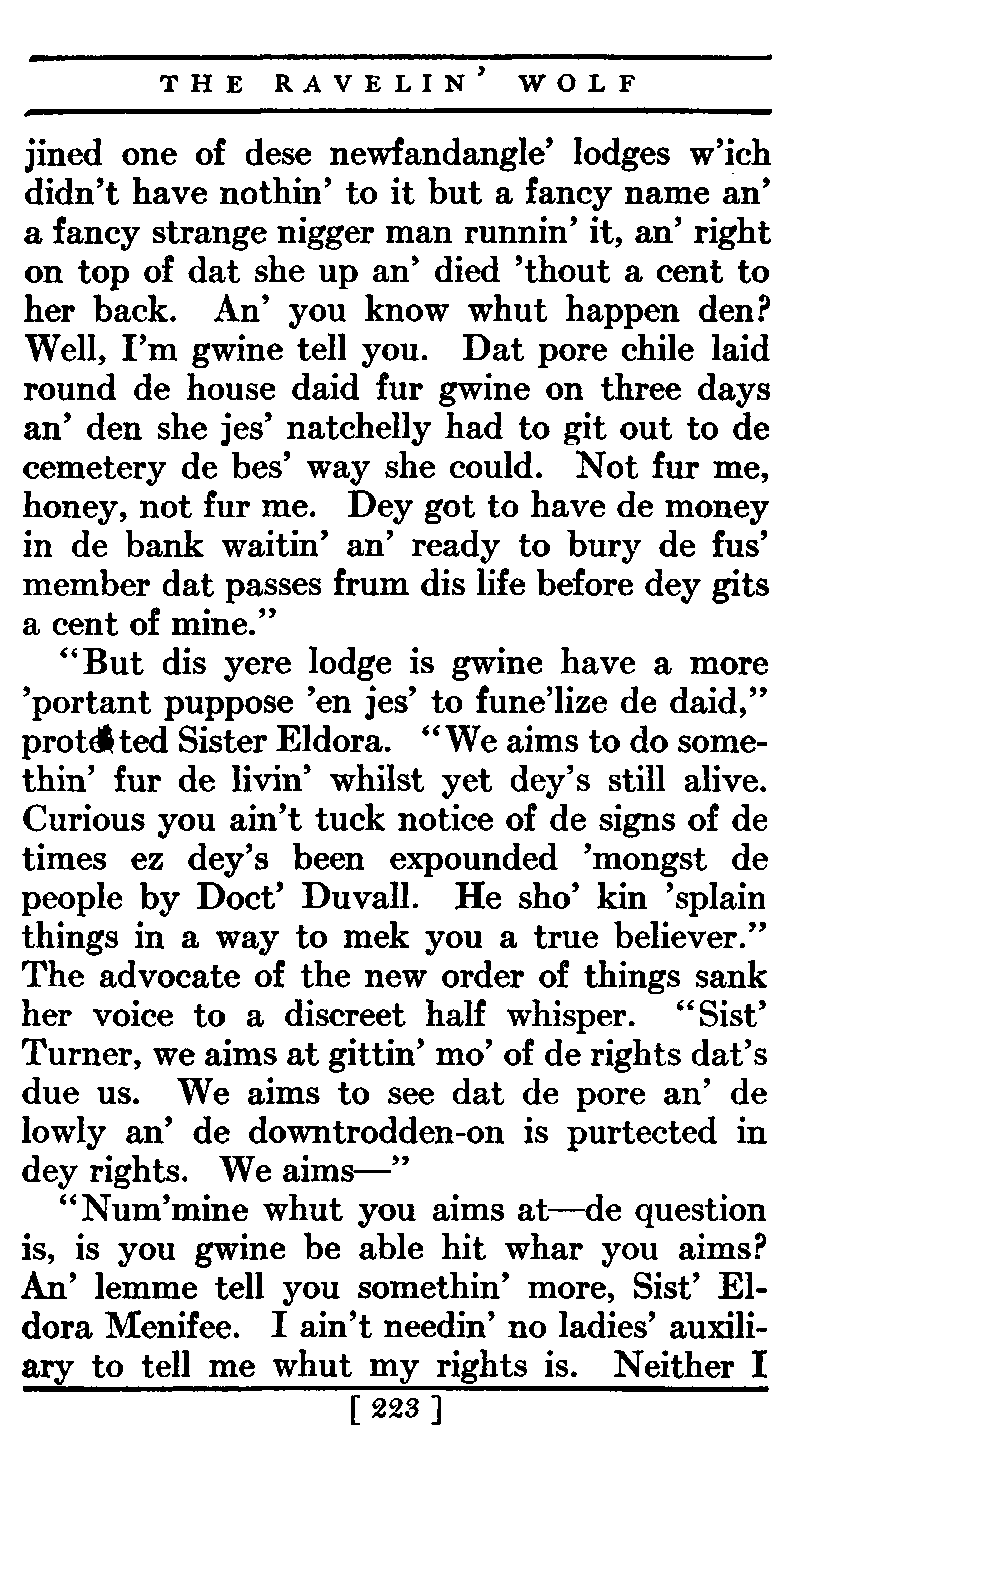 THE RAVELIN' WOLF
jined one of dese newfandangle' lodges w'ich
didn't have nothin' to it but a fancy name an'
a fancy strange nigger man runnin' it, an' right
on top of dat she up an' died 'thout a cent to
her back. An' you know whut happen den?
Well, I'm gwine tell you. Dat pore chile laid
round de house daid fur gwine on three days
an' den she jes' natchelly had to git out to de
cemetery de bes' way she could. Not fur me,
honey, not fur me. Dey got to have de money
in de bank waitin' an' ready to bury de fus'
member dat passes frum dis life before dey gits
a cent of mine."
"But dis yere lodge is gwine have a more
'portant puppose 'en jes' to fune'lize de daid,"
protested Sister Eldora. "We aims to do some-
thin' fur de livin' whilst yet dey's still alive.
Curious you ain't tuck notice of de signs of de
times ez dey's been expounded 'mongst de
people by Doct' Duvall. He sho' kin 'splain
things in a way to mek you a true believer."
The advocate of the new order of things sank
her voice to a discreet half whisper. "Sist'
Turner, we aims at gittin' mo' of de rights dat's
due us. We aims to see dat de pore an' de
lowly an' de downtrodden-on is purtected in
dey rights. We aims—"
"Num'mine whut you aims at—de question
is, is you gwine be able hit whar you aims?
An' lemme tell you somethin' more, Sist' El-
dora Menifee. I ain't needin' no ladies' auxili-
ary to tell me whut my rights is. Neither I
[ 223 ]